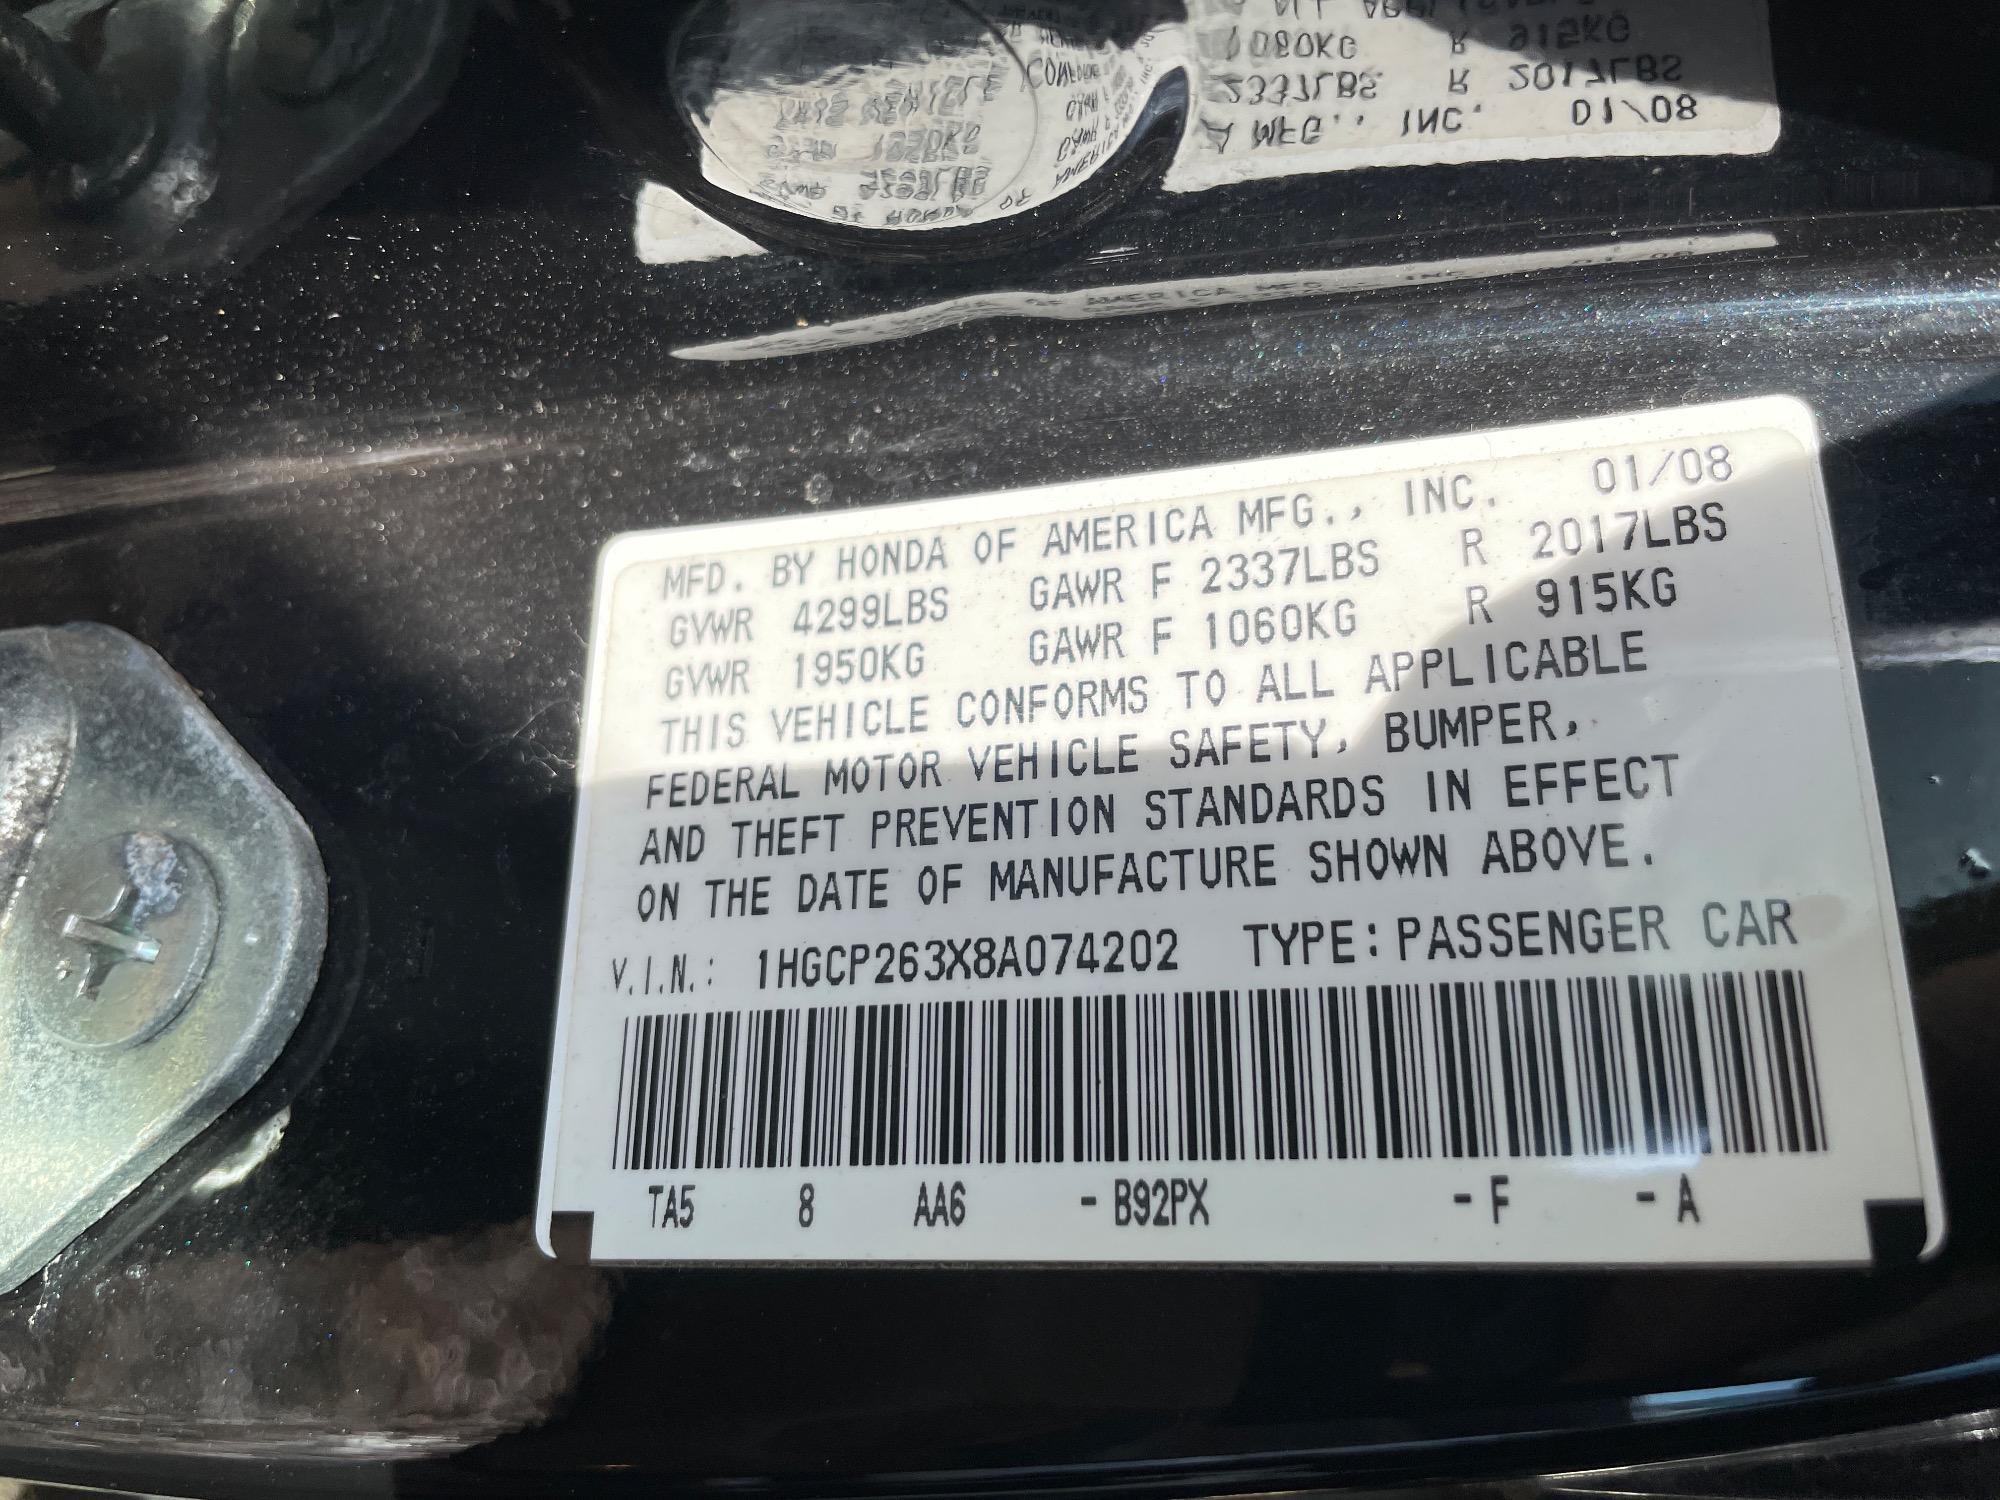 MFD. BY HONDA OF AMERICA MFG., INC. 01/08
GVWR 4299LBS GAWR F 2337LBS R 2017LBS
GVWR 1950KG GAWR F 1060KG R 915KG
THIS VEHICLE CONFORMS TO ALL APPLICABLE
FEDERAL MOTOR VEHICLE SAFETY, BUMPER,
AND THEFT PREVENTION STANDARDS IN EFFECT
ON THE DATE OF MANUFACTURE SHOWN ABOVE.
V.I.N.: 1HGCP263X8A074202 TYPE: PASSENGER CAR
TA5 8 AA6 - B92PX - F - A